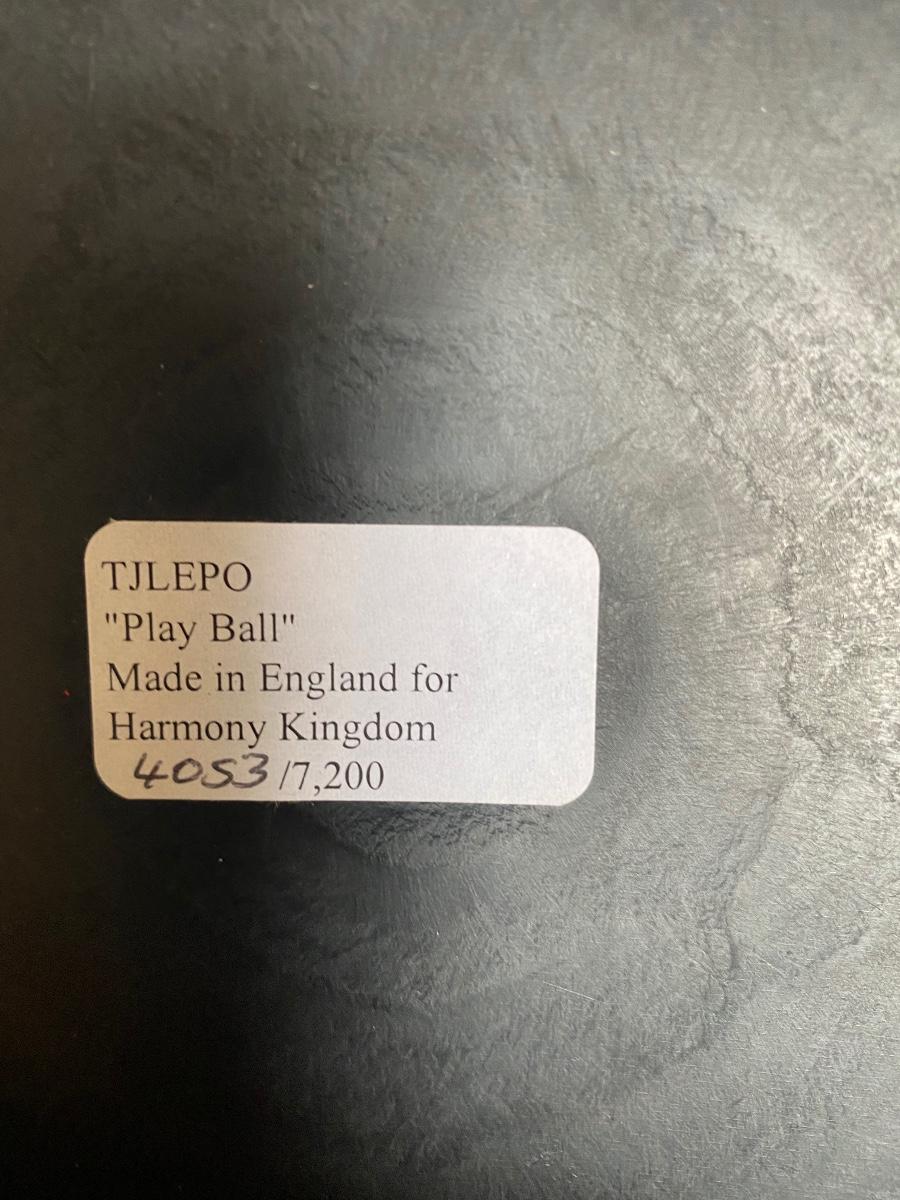 TJLEPO
"Play Ball"
Made in England for
Harmony Kingdom
4053 /7,200